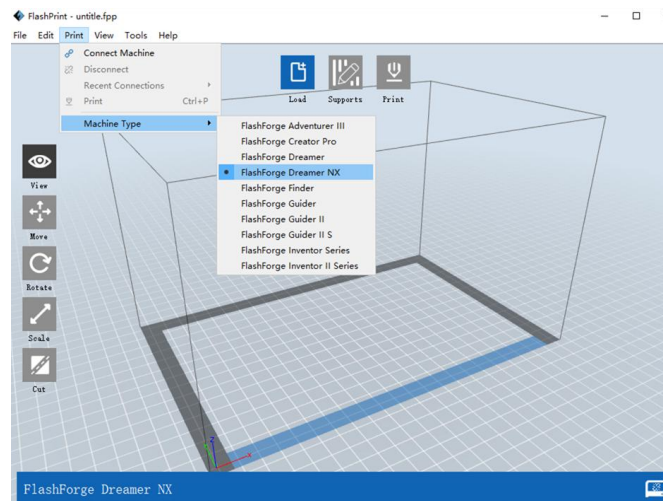 FlashPrint - untitle.fpp
File Edit Print View Tools Help
Connect Machine
Disconnect
Recent Connections
Print Ctrl+P
Machine Type
FlashForge Adventurer III
FlashForge Creator Pro
FlashForge Dreamer
FlashForge Dreamer NX
FlashForge Finder
FlashForge Guider
FlashForge Guider II
FlashForge Guider II S
FlashForge Inventor Series
FlashForge Inventor II Series
Load Supports Print
View
Move
Rotate
Scale
Cut
z
FlashForge Dreamer NX